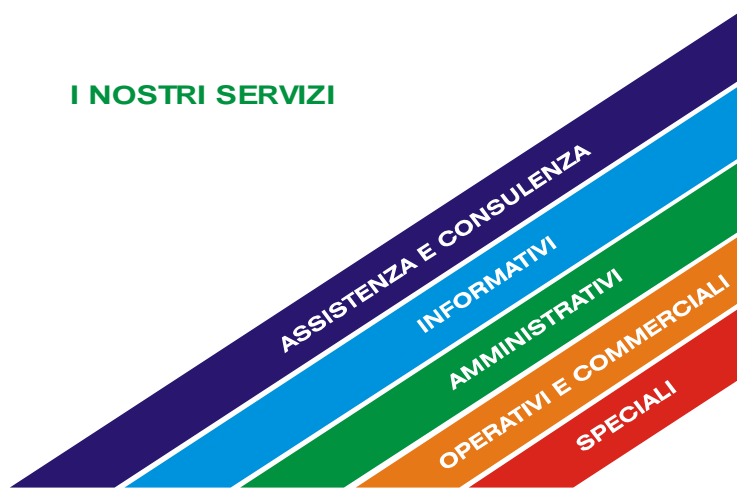 I NOSTRI SERVIZI
ASSISTENZA E CONSULENZA
INFORMATIVI
AMMINISTRATIVI
OPERATIVI E COMMERCIALI
SPECIALI